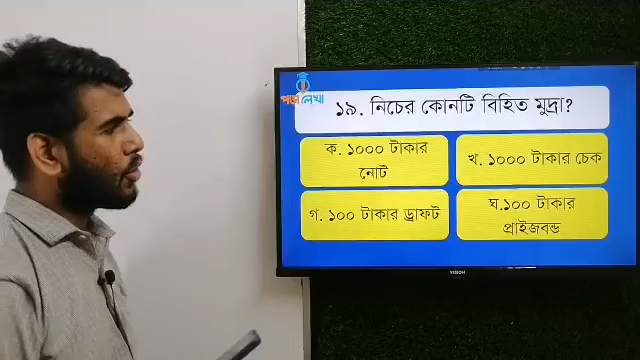 পড়া লেখা
১৯. নিচের কোনটি বিহিত মুদ্রা?
ক. ১০০০ টাকার
নোট
খ. ১০০০ টাকার চেক
গ. ১০০ টাকার ড্রাফট
ঘ.১০০ টাকার
প্রাইজবন্ড
VISION